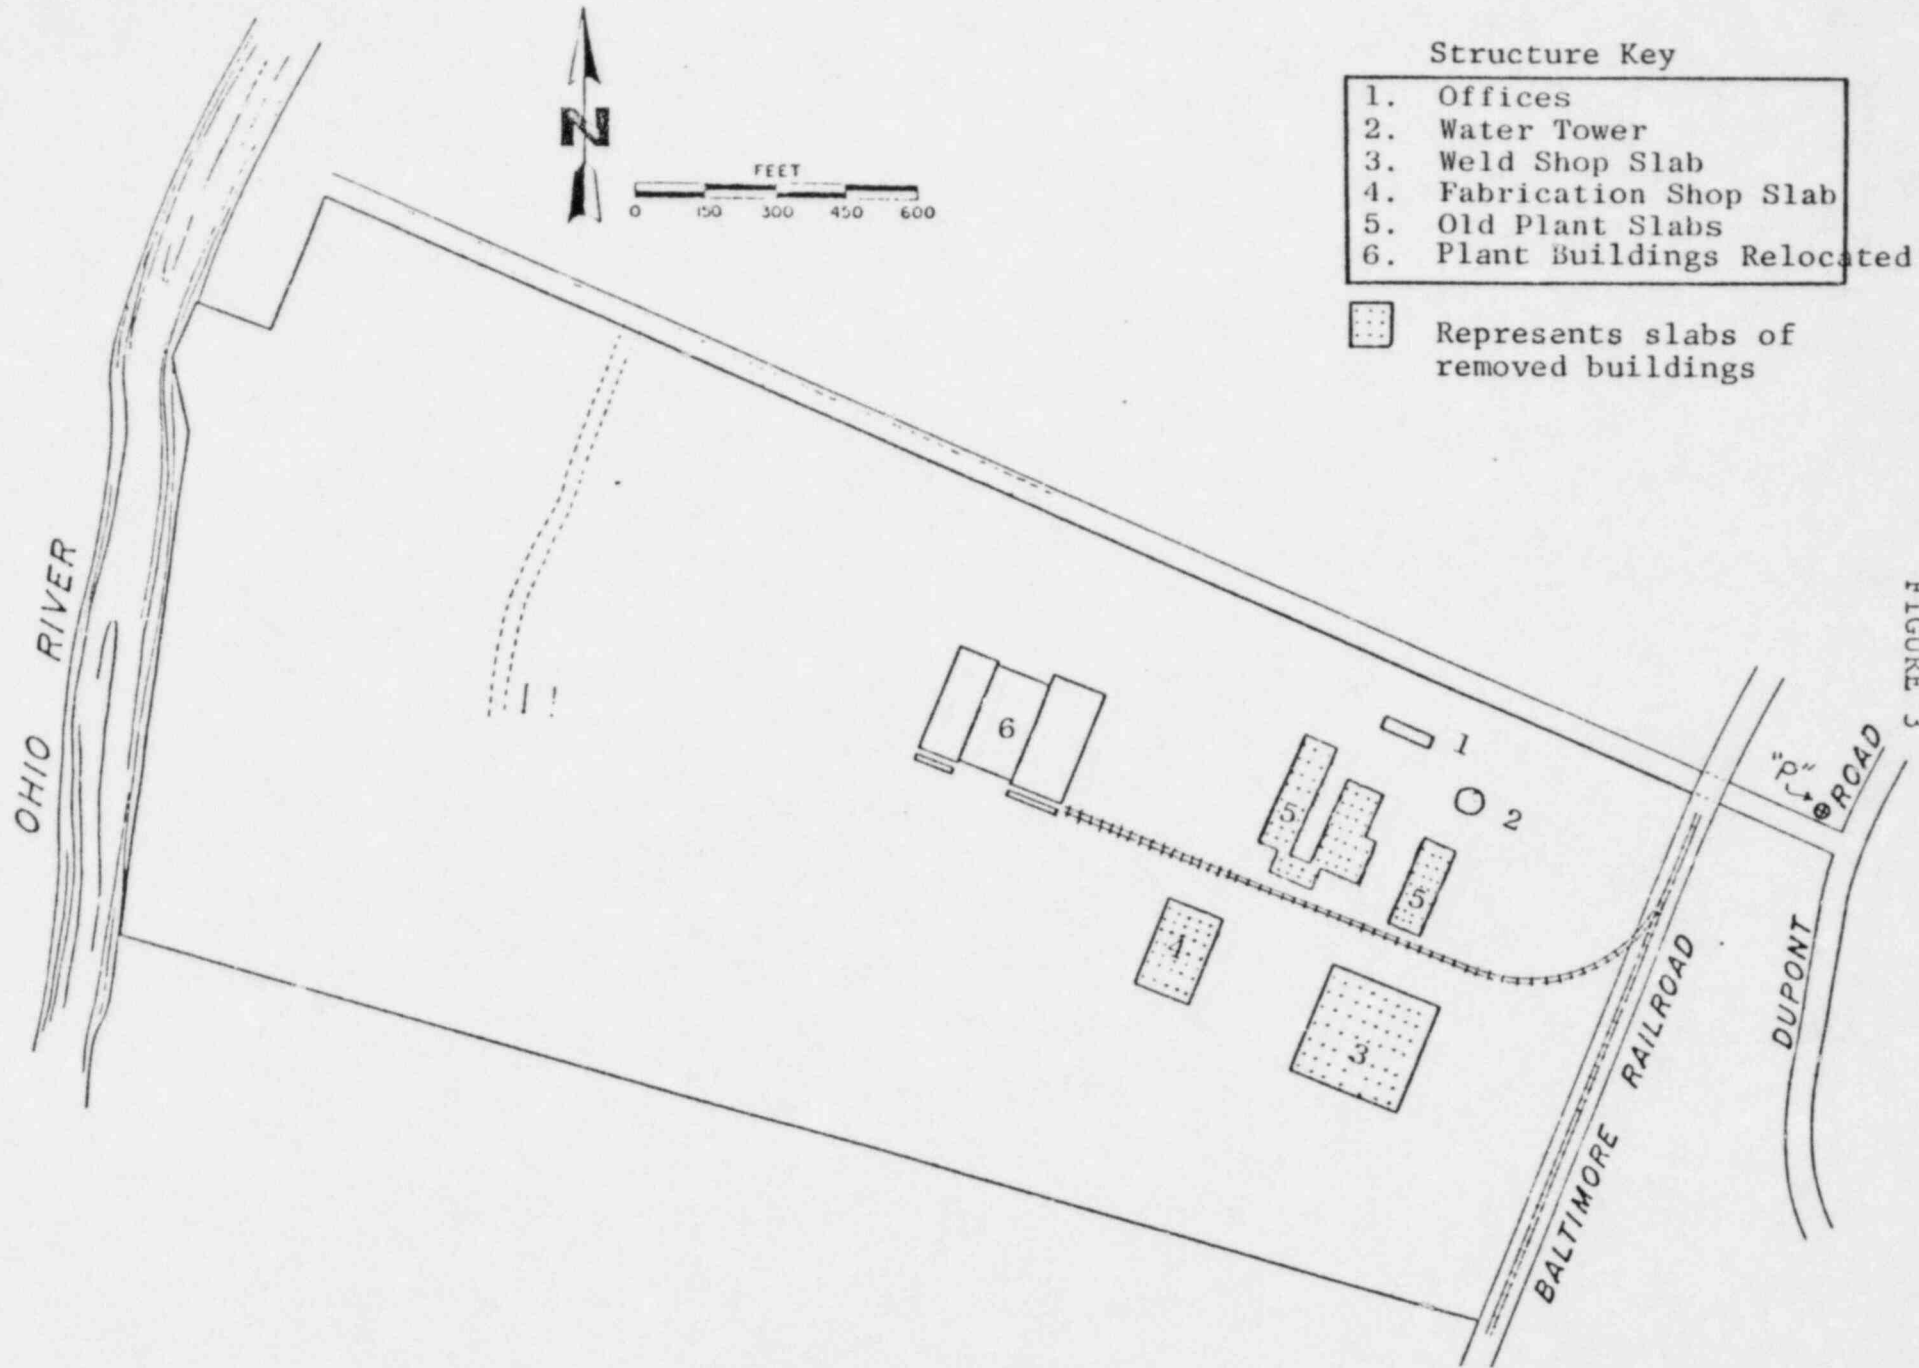 Structure Key
1. Offices
2. Water Tower
3. Weld Shop Slab
4. Fabrication Shop Slab
5. Old Plant Slabs
6. Plant Buildings Relocated
Represents slabs of
removed buildings
N
FEET
0 150 300 450 600
OHIO RIVER
6
1
5
2
5
4
3
"P"
DUPONT ROAD
BALTIMORE RAILROAD
FIGURE 3